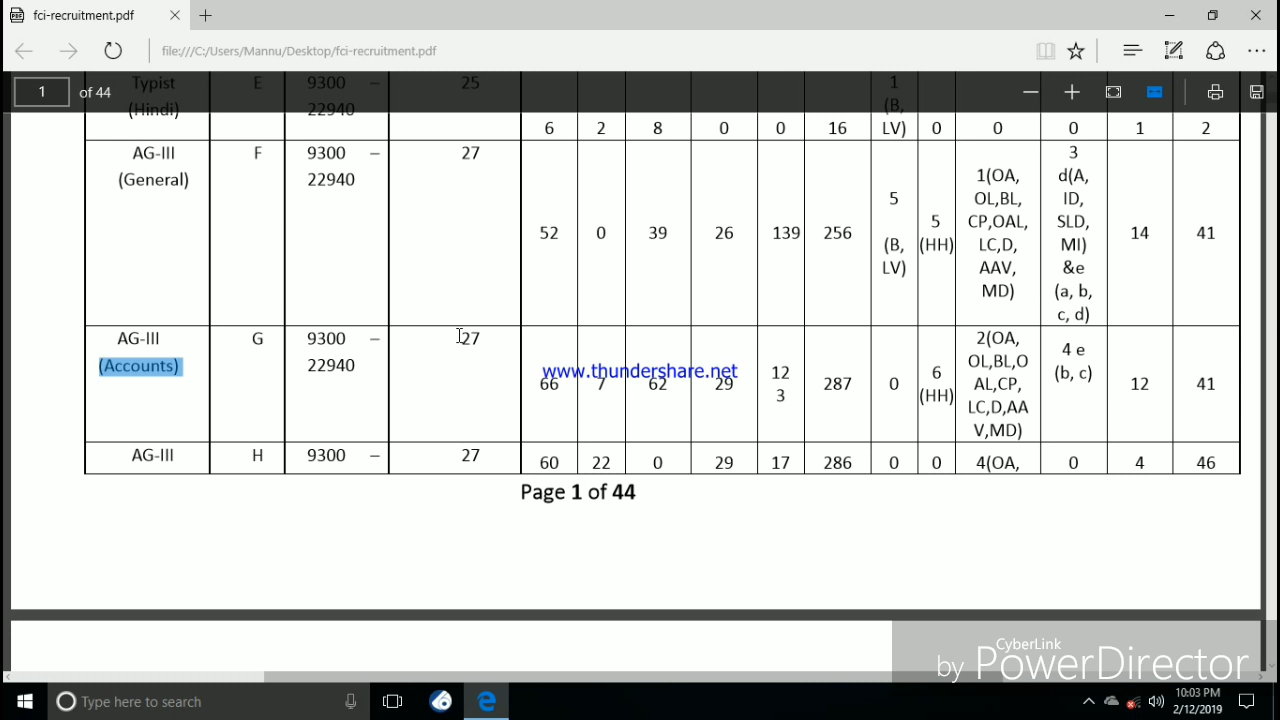 fci-recruitment.pdf
file:///C:/Users/Mannu/Desktop/fci-recruitment.pdf
1 of 44
Typist (Hindi) E 9300 – 22940 25 6 2 8 0 0 16 1 (B, LV) 0 0 0 1 2
AG-III (General) F 9300 – 22940 27 52 0 39 26 139 256 5 (B, LV) 5 (HH) 1(OA, OL,BL, CP,OAL, LC,D, AAV, MD) 3 d(A, ID, SLD, MI) &e (a, b, c, d) 14 41
AG-III (Accounts) G 9300 – 22940 27 66 7 62 29 12 3 287 0 6 (HH) 2(OA, OL,BL,O AL,CP, LC,D,AA V,MD) 4 e (b, c) 12 41
www.thundershare.net
AG-III H 9300 – 27 60 22 0 29 17 286 0 0 4(OA, 0 4 46
Page 1 of 44
CyberLink
by PowerDirector
Type here to search
10:03 PM
2/12/2019